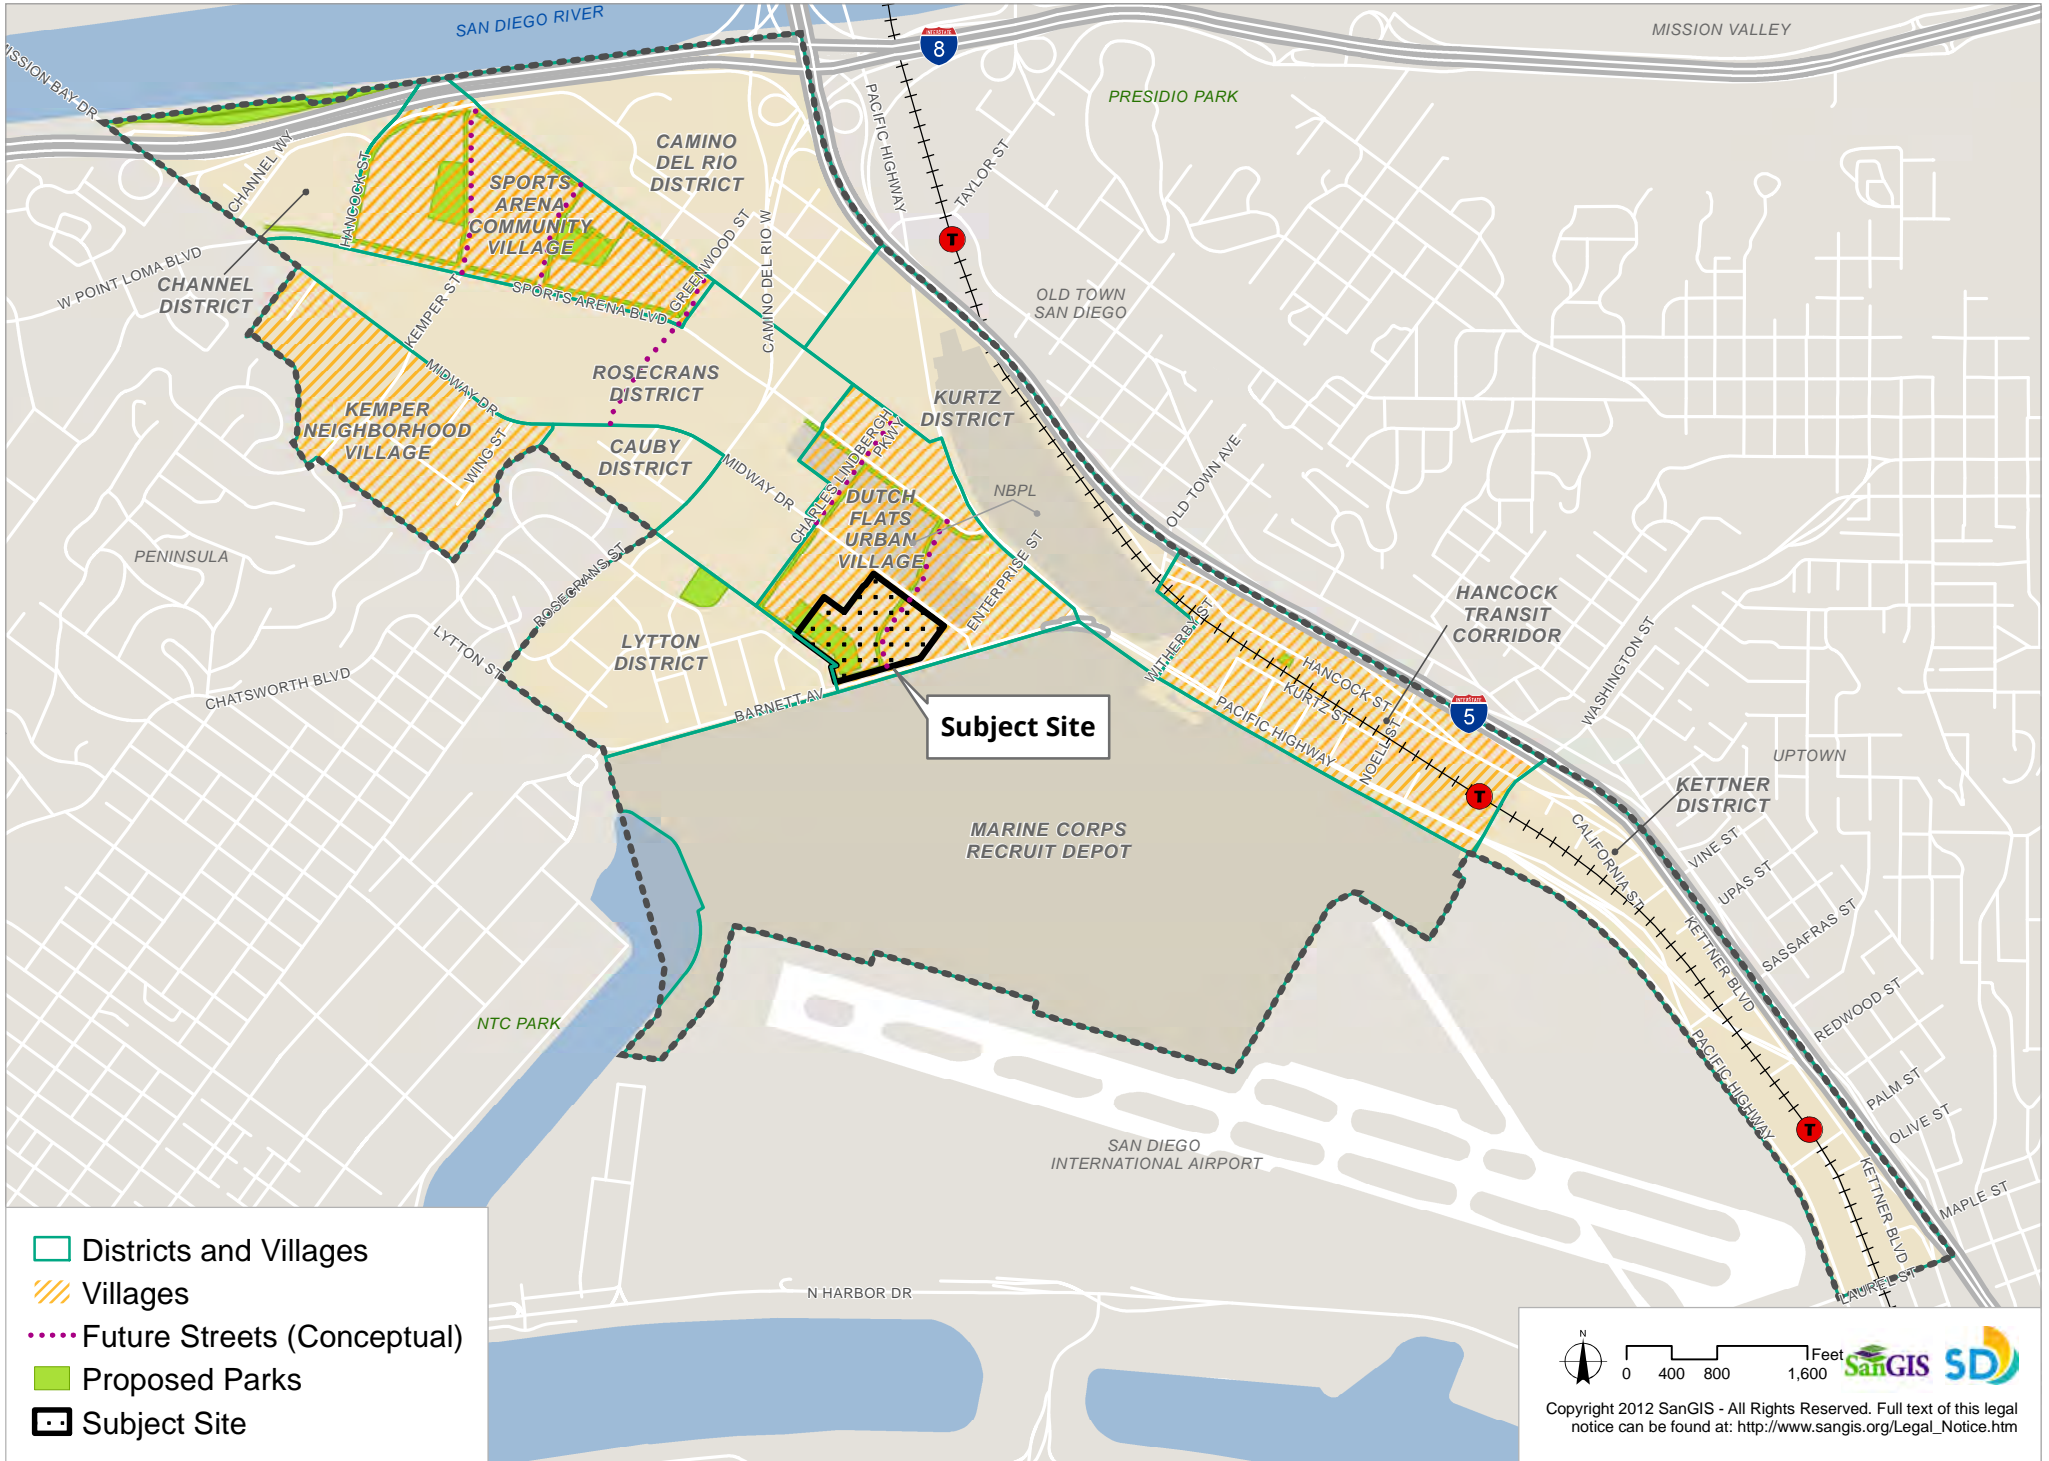 SAN DIEGO RIVER
INTERSTATE
8
MISSION VALLEY
MISSION BAY DR
PRESIDIO PARK
PACIFIC HIGHWAY
TAYLOR ST
T
CHANNEL WY
HANCOCK ST
CAMINO
DEL RIO
DISTRICT
SPORTS
ARENA
COMMUNITY
VILLAGE
GREENWOOD ST
CAMINO DEL RIO W
W POINT LOMA BLVD
CHANNEL
DISTRICT
KEMPER ST
SPORTS ARENA BLVD
OLD TOWN
SAN DIEGO
ROSECRANS
DISTRICT
MIDWAY DR
KURTZ
DISTRICT
KEMPER
NEIGHBORHOOD
VILLAGE
WING ST
CAUBY
DISTRICT
MIDWAY DR
CHARLES LINDBERGH
PKWY
DUTCH
FLATS
URBAN
VILLAGE
NBPL
ENTERPRISE ST
OLD TOWN AVE
PENINSULA
ROSECRANS ST
LYTTON ST
LYTTON
DISTRICT
CHATSWORTH BLVD
BARNETT AV
Subject Site
WITHERBY ST
HANCOCK
TRANSIT
CORRIDOR
HANCOCK ST
KURTZ ST
PACIFIC HIGHWAY
NOELL ST
INTERSTATE
5
WASHINGTON ST
UPTOWN
T
KETTNER
DISTRICT
MARINE CORPS
RECRUIT DEPOT
CALIFORNIA ST
VINE ST
UPAS ST
SASSAFRAS ST
KETTNER BLVD
REDWOOD ST
NTC PARK
PACIFIC HIGHWAY
PALM ST
OLIVE ST
T
SAN DIEGO
INTERNATIONAL AIRPORT
KETTNER BLVD
MAPLE ST
LAUREL ST
N HARBOR DR
Districts and Villages
Villages
Future Streets (Conceptual)
Proposed Parks
Subject Site
N
Feet
0 400 800 1,600
SanGIS
SD
Copyright 2012 SanGIS - All Rights Reserved. Full text of this legal
notice can be found at: http://www.sangis.org/Legal_Notice.htm